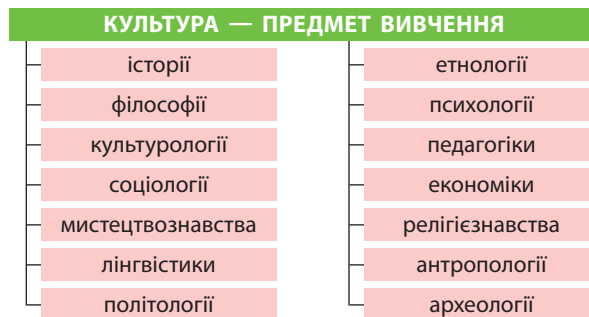 КУЛЬТУРА — ПРЕДМЕТ ВИВЧЕННЯ
історії
філософії
культурології
соціології
мистецтвознавства
лінгвістики
політології
етнології
психології
педагогіки
економіки
релігієзнавства
антропології
археології